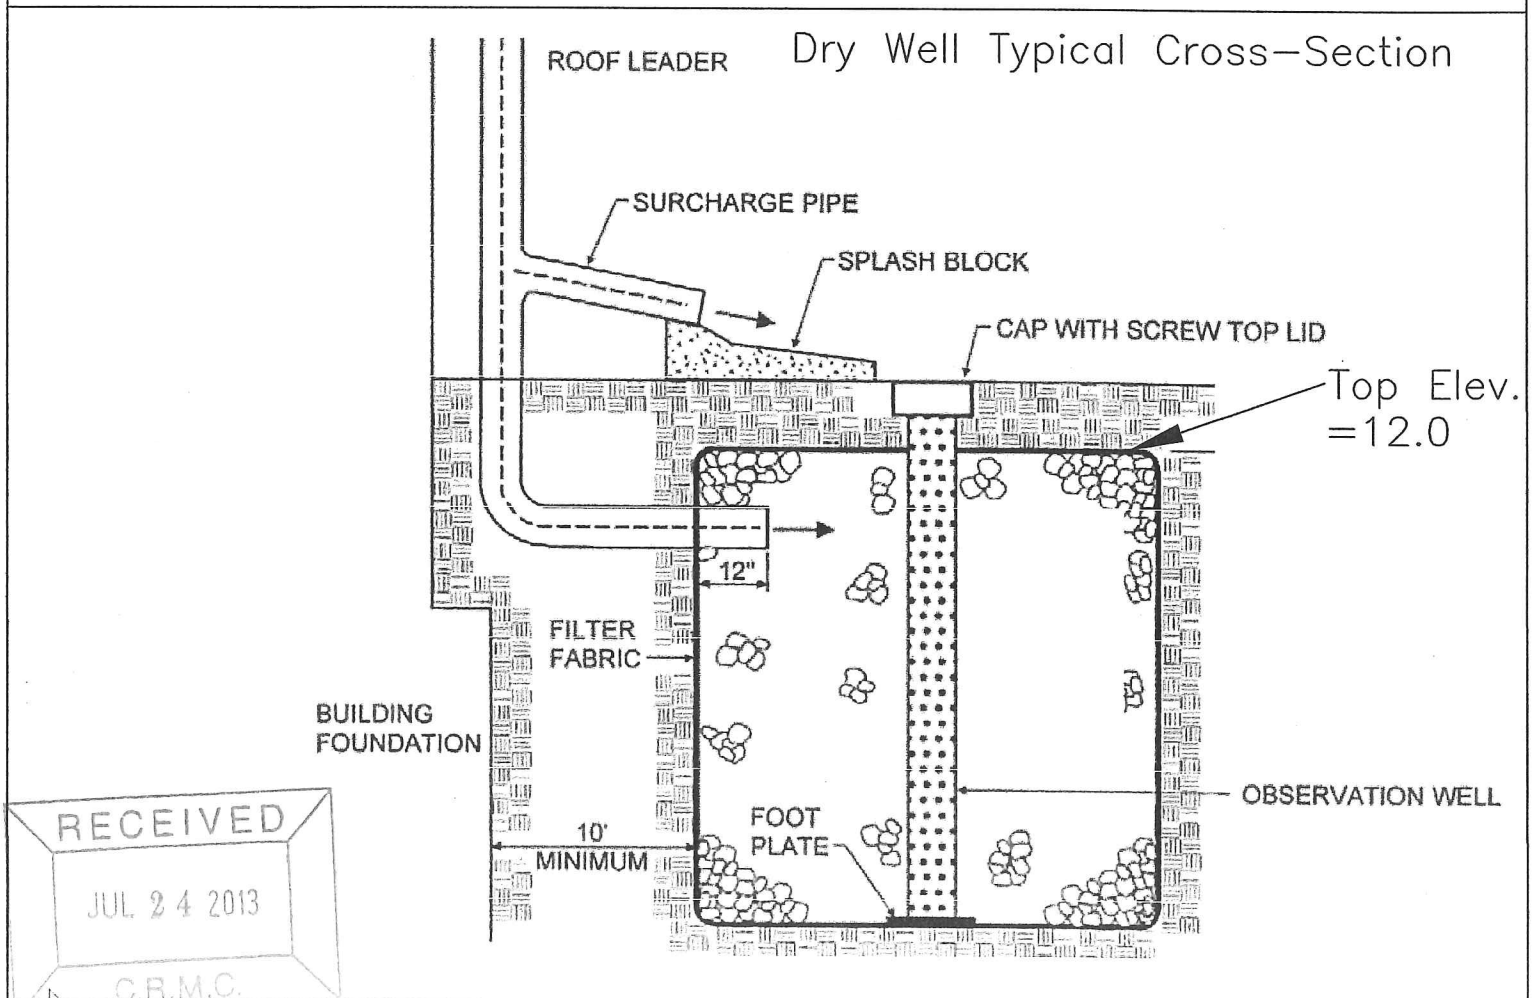 Dry Well Typical Cross-Section
ROOF LEADER
SURCHARGE PIPE
SPLASH BLOCK
CAP WITH SCREW TOP LID
Top Elev.
=12.0
12"
FILTER
FABRIC
BUILDING
FOUNDATION
OBSERVATION WELL
FOOT
PLATE
10'
MINIMUM
RECEIVED
JUL 24 2013
C.R.M.C.